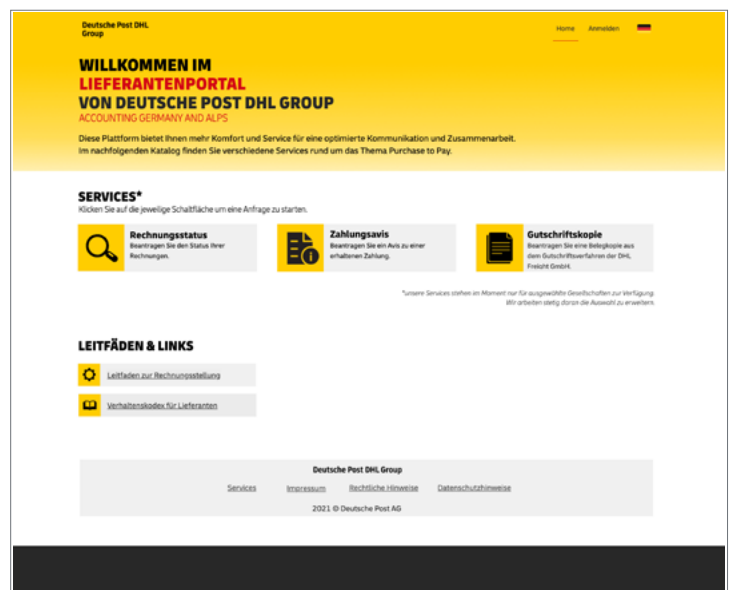 Deutsche Post DHL
Group
Home Anmelden
WILLKOMMEN IM
LIEFERANTENPORTAL
VON DEUTSCHE POST DHL GROUP
ACCOUNTING GERMANY AND ALPS
Diese Plattform bietet Ihnen mehr Komfort und Service für eine optimierte Kommunikation und Zusammenarbeit.
Im nachfolgenden Katalog finden Sie verschiedene Services rund um das Thema Purchase to Pay.
SERVICES*
Klicken Sie auf die jeweilige Schaltfläche um eine Anfrage zu starten.
Rechnungsstatus
Beantragen Sie den Status Ihrer
Rechnungen.
Zahlungsavis
Beantragen Sie ein Avis zu einer
erhaltenen Zahlung.
Gutschriftskopie
Beantragen Sie eine Belegkopie aus
dem Gutschriftsverfahren der DHL
Freight GmbH.
*unsere Services stehen im Moment nur für ausgewählte Gesellschaften zur Verfügung.
Wir arbeiten stetig daran die Auswahl zu erweitern.
LEITFÄDEN & LINKS
Leitfaden zur Rechnungsstellung
Verhaltenskodex für Lieferanten
Deutsche Post DHL Group
Services Impressum Rechtliche Hinweise Datenschutzhinweise
2021 © Deutsche Post AG